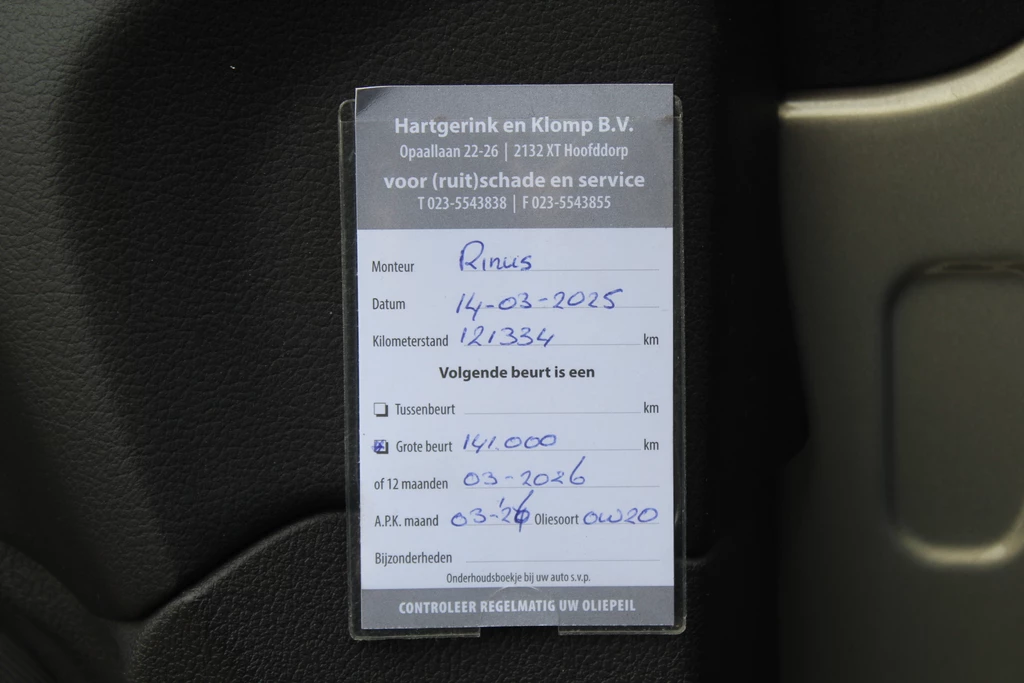 Hartgerink en Klomp B.V.
Opaallaan 22-26 | 2132 XT Hoofddorp
voor (ruit)schade en service
T 023-5543838 | F 023-5543855
Monteur Rinus
Datum 14-03-2025
Kilometerstand 121334 km
Volgende beurt is een
Tussenbeurt km
Grote beurt 141.000 km
of 12 maanden 03-2026
A.P.K. maand 03-'26 Oliesoort 0W20
Bijzonderheden
Onderhoudsboekje bij uw auto s.v.p.
CONTROLEER REGELMATIG UW OLIEPEIL